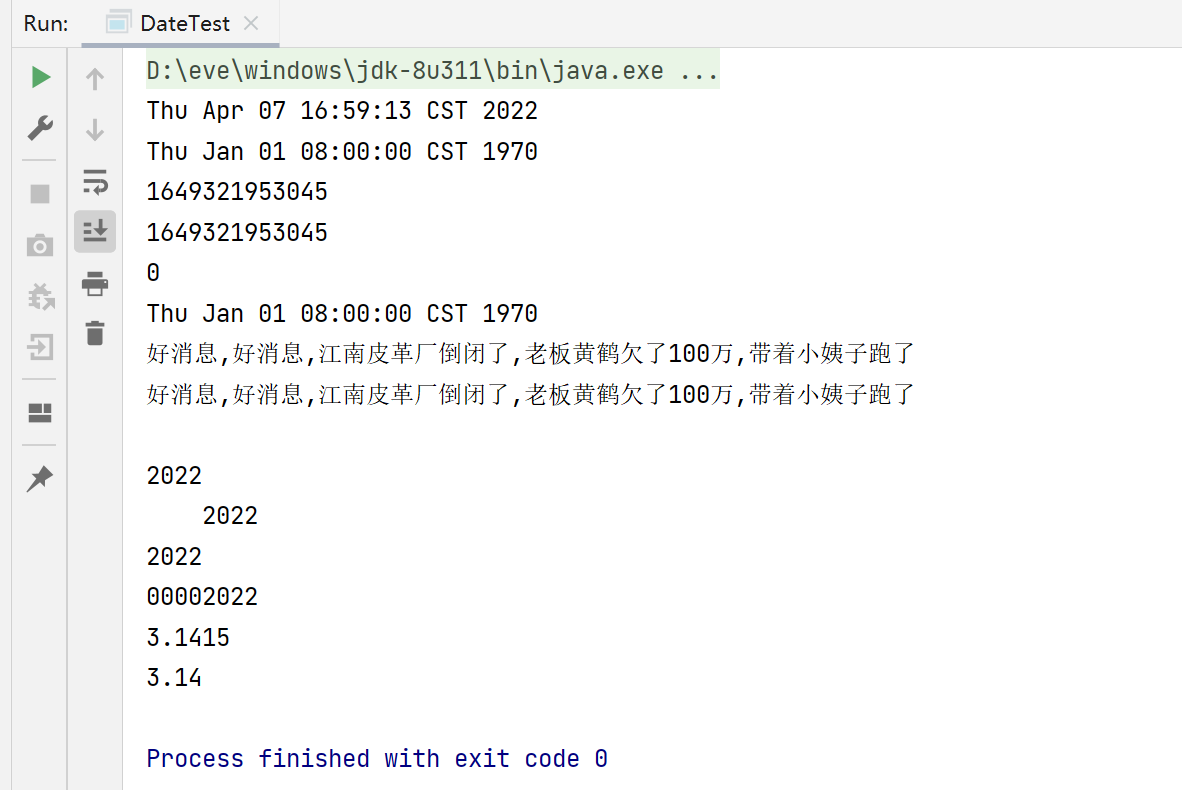 Run: DateTest
D:\eve\windows\jdk-8u311\bin\java.exe ...
Thu Apr 07 16:59:13 CST 2022
Thu Jan 01 08:00:00 CST 1970
1649321953045
1649321953045
0
Thu Jan 01 08:00:00 CST 1970
好消息,好消息,江南皮革厂倒闭了,老板黄鹤欠了100万,带着小姨子跑了
好消息,好消息,江南皮革厂倒闭了,老板黄鹤欠了100万,带着小姨子跑了
2022
    2022
2022
00002022
3.1415
3.14
Process finished with exit code 0